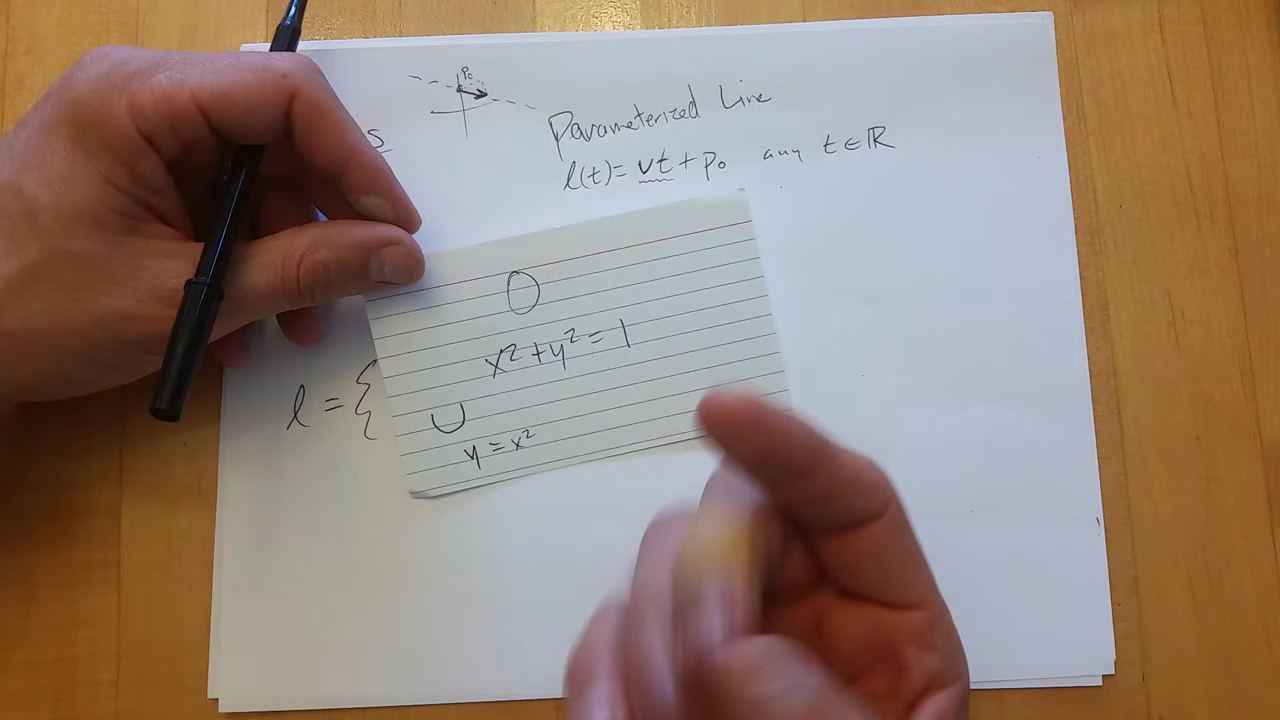 p₀
Parameterized Line
s
l(t) = vt + p₀ any t ∈ ℝ
x² + y² = 1
l = {
y = x²